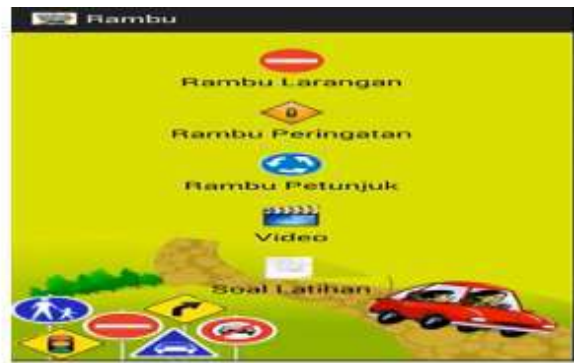 Rambu
Rambu Larangan
Rambu Peringatan
Rambu Petunjuk
Video
Soal Latihan